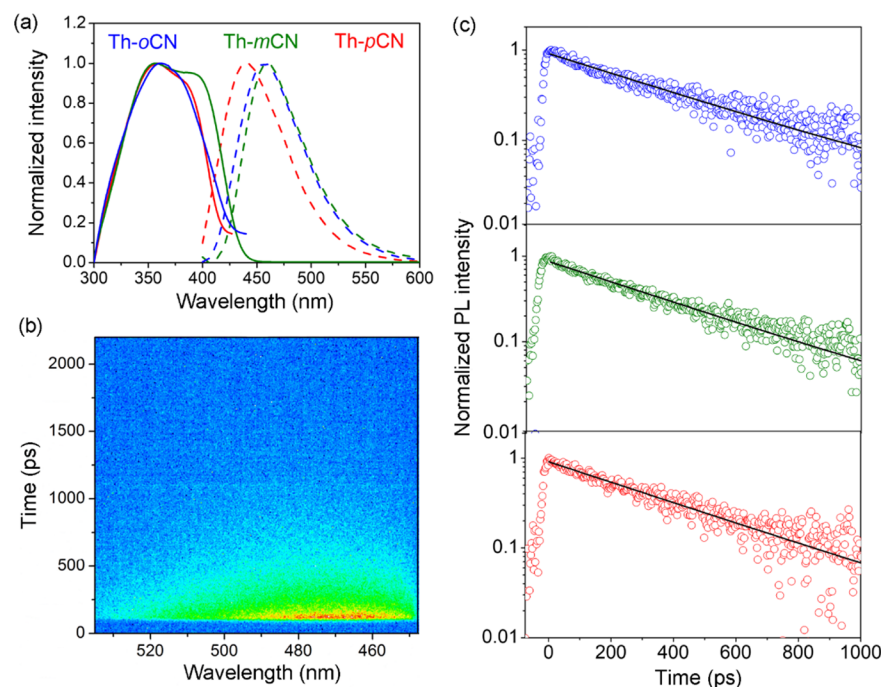 (a)
Th-oCN Th-mCN Th-pCN
Normalized intensity
1.2
1.0
0.8
0.6
0.4
0.2
0.0
300 350 400 450 500 550 600
Wavelength (nm)
(b)
Time (ps)
2000
1500
1000
500
0
520 500 480 460
Wavelength (nm)
(c)
Normalized PL intensity
1
0.1
0.01
1
0.1
0.01
1
0.1
0.01
0 200 400 600 800 1000
Time (ps)